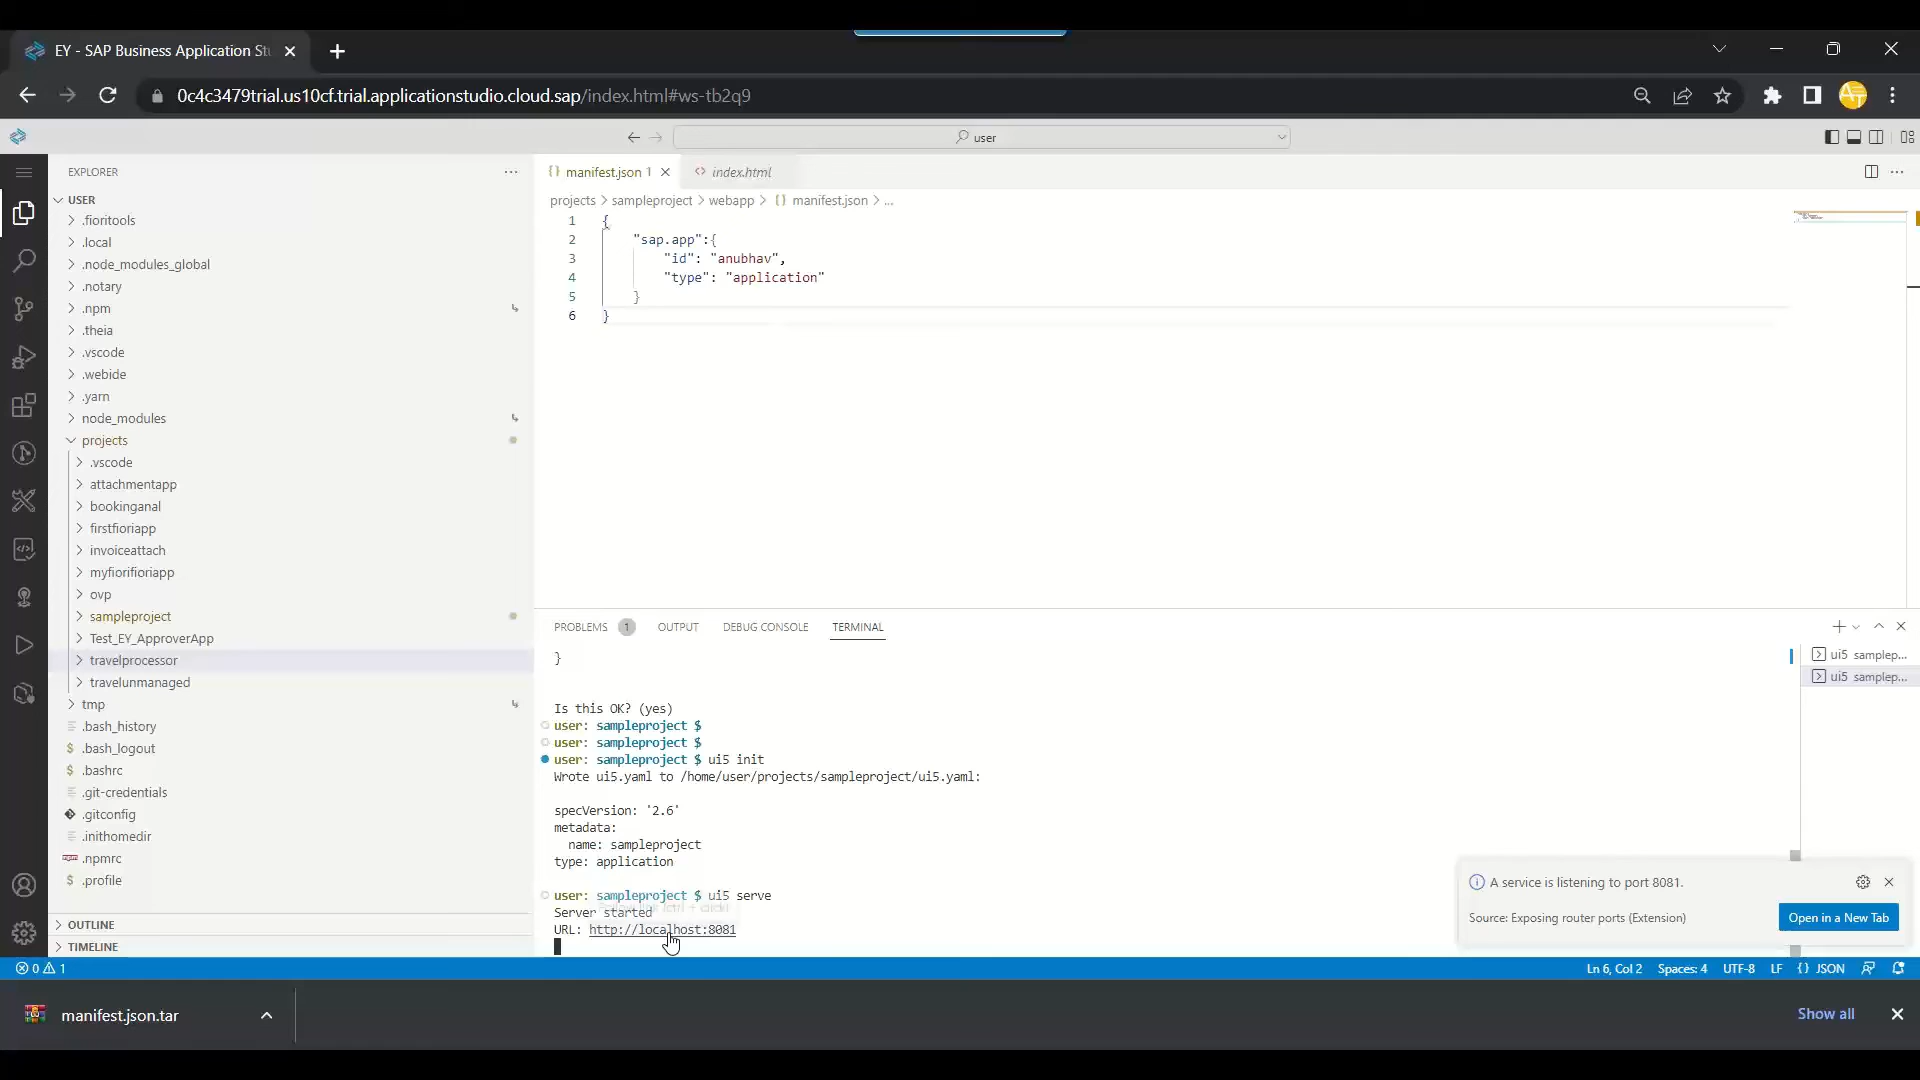 EY - SAP Business Application Stu
0c4c3479trial.us10cf.trial.applicationstudio.cloud.sap/index.html#ws-tb2q9
AT
user
EXPLORER
USER
.fioritools
.local
.node_modules_global
.notary
.npm
.theia
.vscode
.webide
.yarn
node_modules
projects
.vscode
attachmentapp
bookinganal
firstfioriapp
invoiceattach
myfiorifioriapp
ovp
sampleproject
Test_EY_ApproverApp
travelprocessor
travelunmanaged
tmp
.bash_history
$ .bash_logout
$ .bashrc
.git-credentials
.gitconfig
.inithomedir
.npmrc
$ .profile
OUTLINE
TIMELINE
{} manifest.json 1
<> index.html
projects > sampleproject > webapp > {} manifest.json > ...
1 {
2 "sap.app":{
3 "id": "anubhav",
4 "type": "application"
5 }
6 }
PROBLEMS 1 OUTPUT DEBUG CONSOLE TERMINAL
}
Is this OK? (yes)
user: sampleproject $
user: sampleproject $
user: sampleproject $ ui5 init
Wrote ui5.yaml to /home/user/projects/sampleproject/ui5.yaml:
specVersion: '2.6'
metadata:
name: sampleproject
type: application
user: sampleproject $ ui5 serve
Follow link (ctrl + click)
Server started
URL: http://localhost:8081
ui5 samplep...
ui5 samplep...
A service is listening to port 8081.
Source: Exposing router ports (Extension)
Open in a New Tab
0 1
Ln 6, Col 2 Spaces: 4 UTF-8 LF {} JSON
manifest.json.tar
Show all